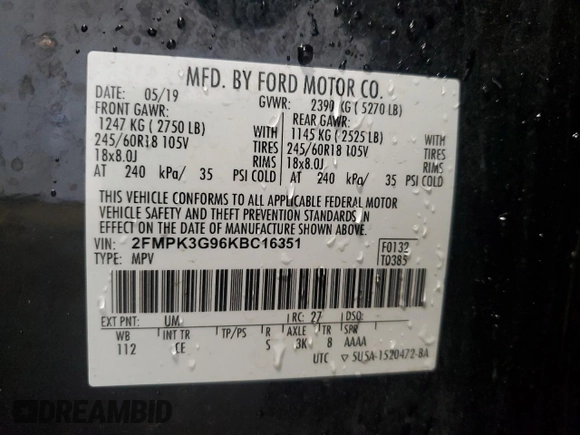 MFD. BY FORD MOTOR CO.
DATE: 05/19 GVWR: 2390 KG (5270 LB)
FRONT GAWR: REAR GAWR:
1247 KG (2750 LB) WITH 1145 KG (2525 LB) WITH
245/60R18 105V TIRES 245/60R18 105V TIRES
18x8.0J RIMS 18x8.0J RIMS
AT 240 kPa/ 35 PSI COLD AT 240 kPa/ 35 PSI COLD
THIS VEHICLE CONFORMS TO ALL APPLICABLE FEDERAL MOTOR
VEHICLE SAFETY AND THEFT PREVENTION STANDARDS IN
EFFECT ON THE DATE OF MANUFACTURE SHOWN ABOVE.
VIN: 2FMPK3G96KBC16351 F0132
TYPE: MPV T0385
EXT PNT: UM RC: 27 DSO:
WB INT TR TP/PS R AXLE TR SPR
112 CE S 3K 8 AAAA
UTC ▽ 5U5A-1520472-BA
DREAMBID